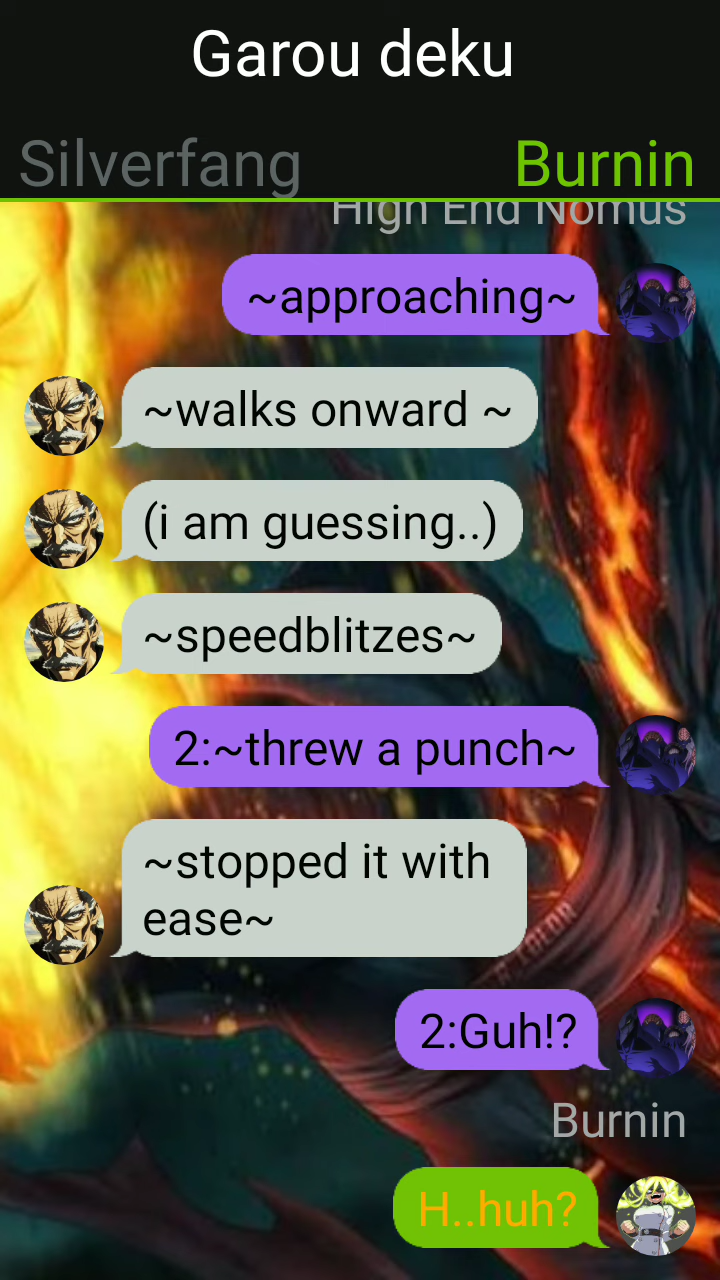 Garou deku
Silverfang
Burnin
High End Nomus
~approaching~
~walks onward ~
(i am guessing..)
~speedblitzes~
2:~threw a punch~
~stopped it with
ease~
2:Guh!?
Burnin
H..huh?